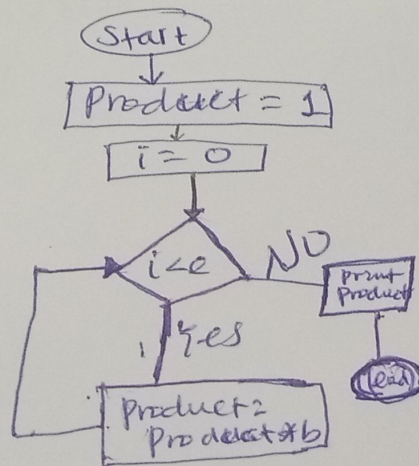 Start
Product = 1
i = 0
i<e
NO
print
Product
Yes
end
product =
Product * b